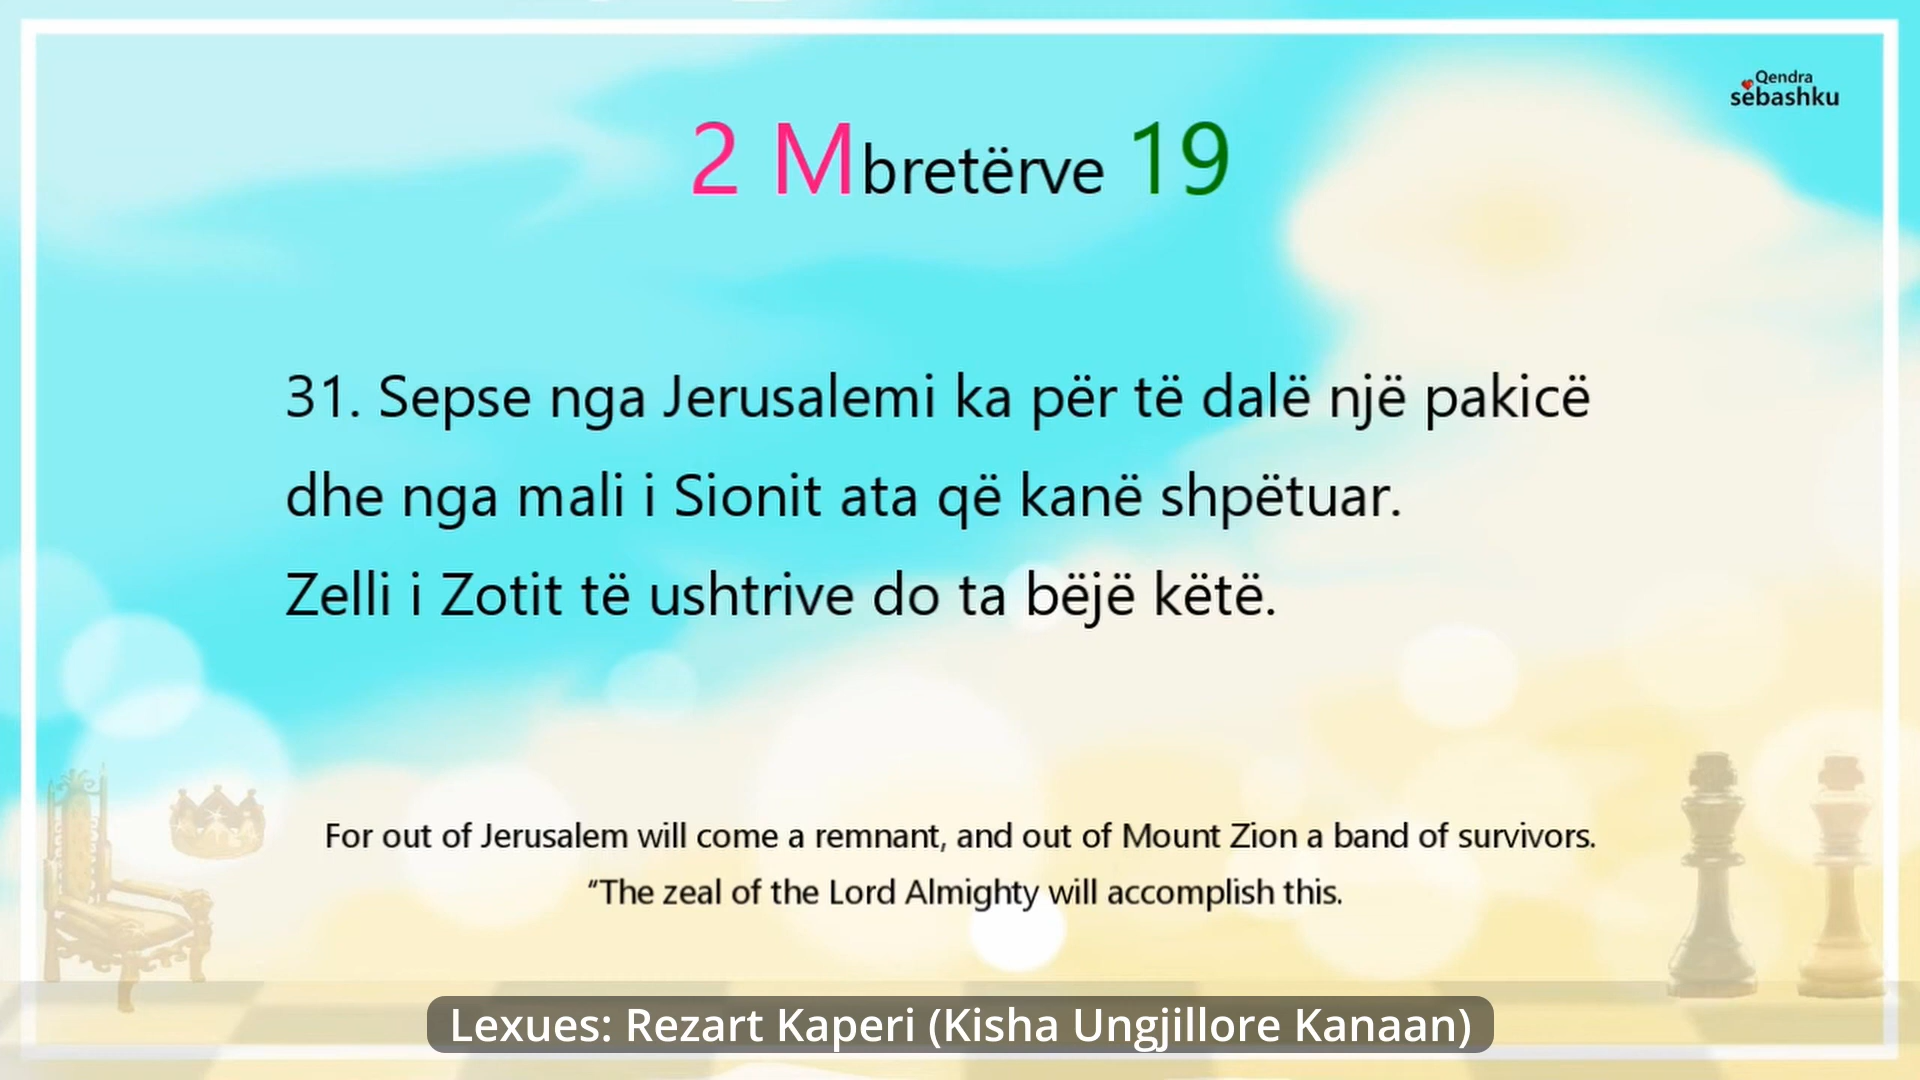 Qendra
sëbashku
2 Mbretërve 19
31. Sepse nga Jerusalemi ka për të dalë një pakicë
dhe nga mali i Sionit ata që kanë shpëtuar.
Zelli i Zotit të ushtrive do ta bëjë këtë.
For out of Jerusalem will come a remnant, and out of Mount Zion a band of survivors.
“The zeal of the Lord Almighty will accomplish this.
Lexues: Rezart Kaperi (Kisha Ungjillore Kanaan)